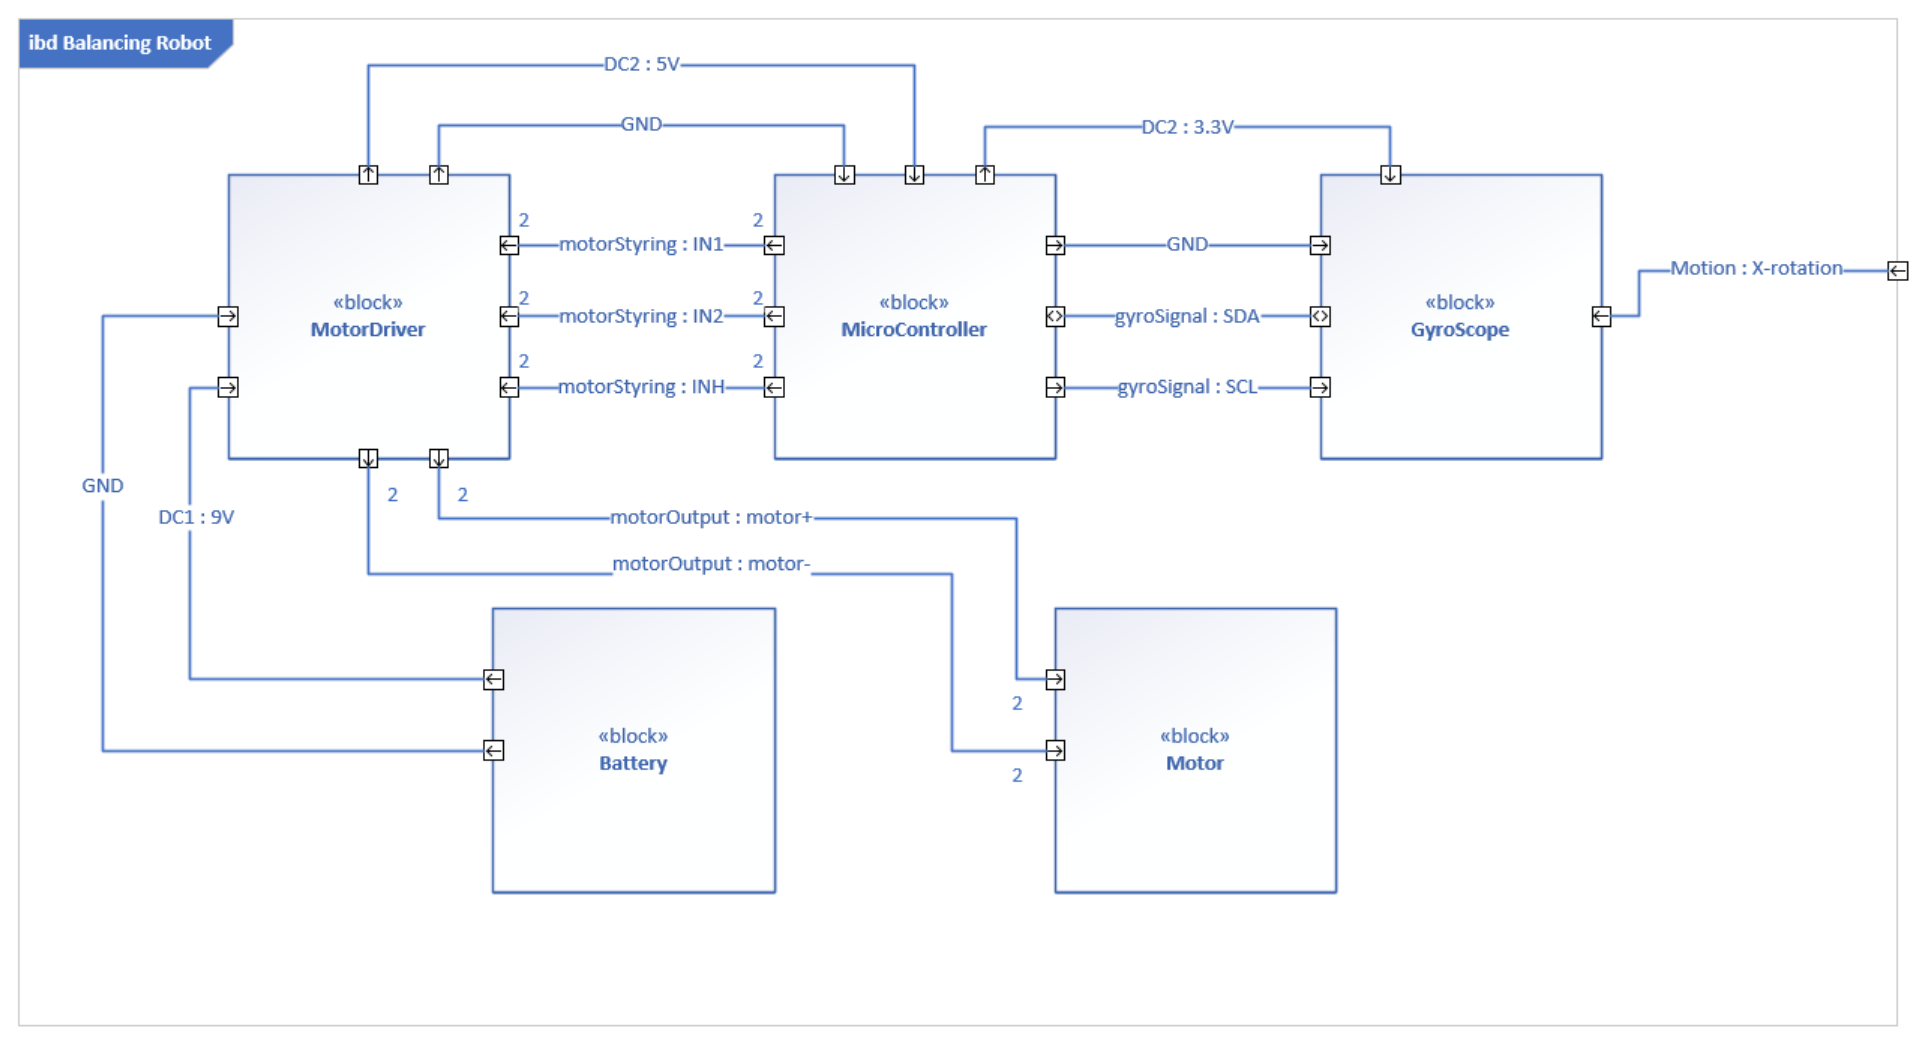 ibd Balancing Robot
DC2 : 5V
GND
DC2 : 3.3V
2
2
motorStyring : IN1
GND
Motion : X-rotation
2
2
«block»
MotorDriver
motorStyring : IN2
«block»
MicroController
gyroSignal : SDA
«block»
GyroScope
2
2
motorStyring : INH
gyroSignal : SCL
GND
DC1 : 9V
2
2
motorOutput : motor+
motorOutput : motor-
2
2
«block»
Battery
«block»
Motor